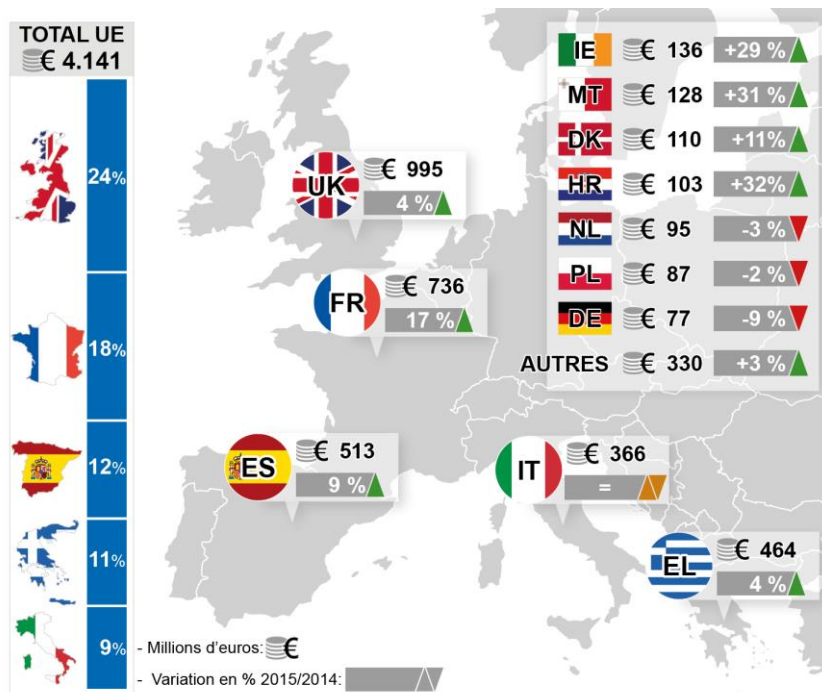 TOTAL UE
€ 4.141
24%
18%
12%
11%
9%
UK € 995
4 %
FR € 736
17 %
ES € 513
9 %
IT € 366
=
EL € 464
4 %
IE € 136 +29 %
MT € 128 +31 %
DK € 110 +11%
HR € 103 +32%
NL € 95 -3 %
PL € 87 -2 %
DE € 77 -9 %
AUTRES € 330 +3 %
- Millions d'euros: €
- Variation en % 2015/2014: